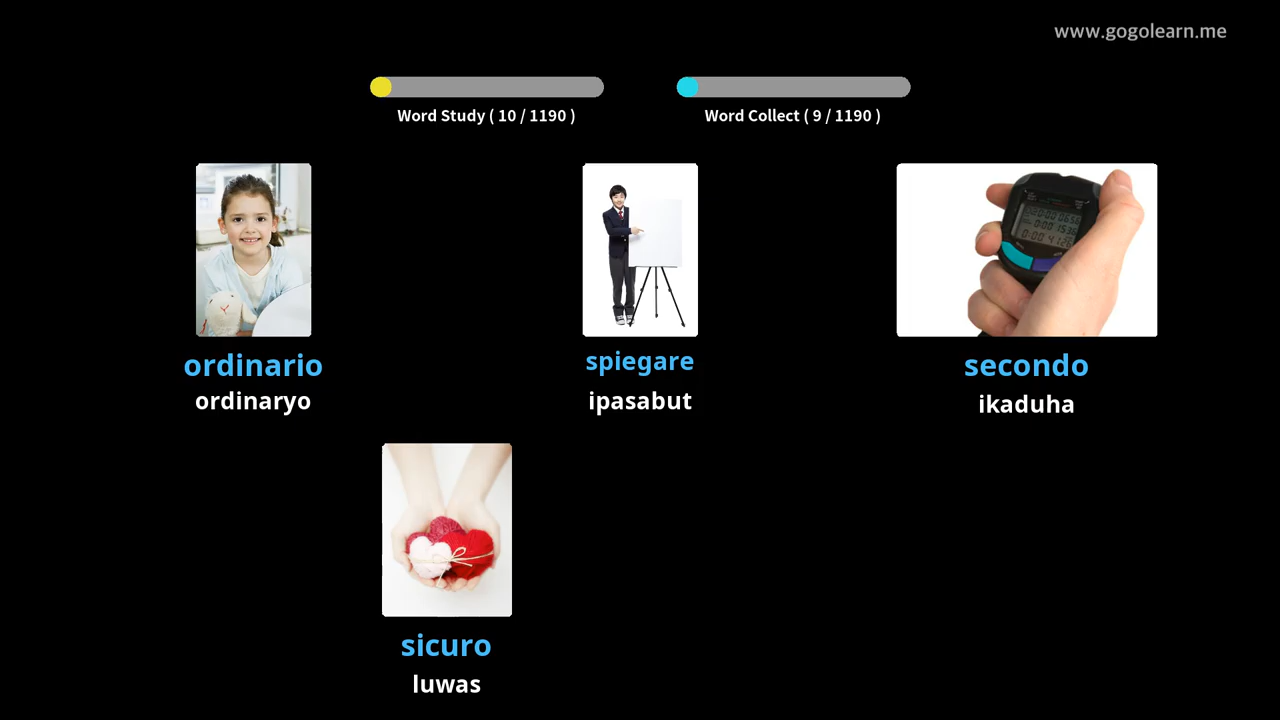 www.gogolearn.me
Word Study ( 10 / 1190 )
Word Collect ( 9 / 1190 )
ordinario
ordinaryo
spiegare
ipasabut
secondo
ikaduha
sicuro
luwas